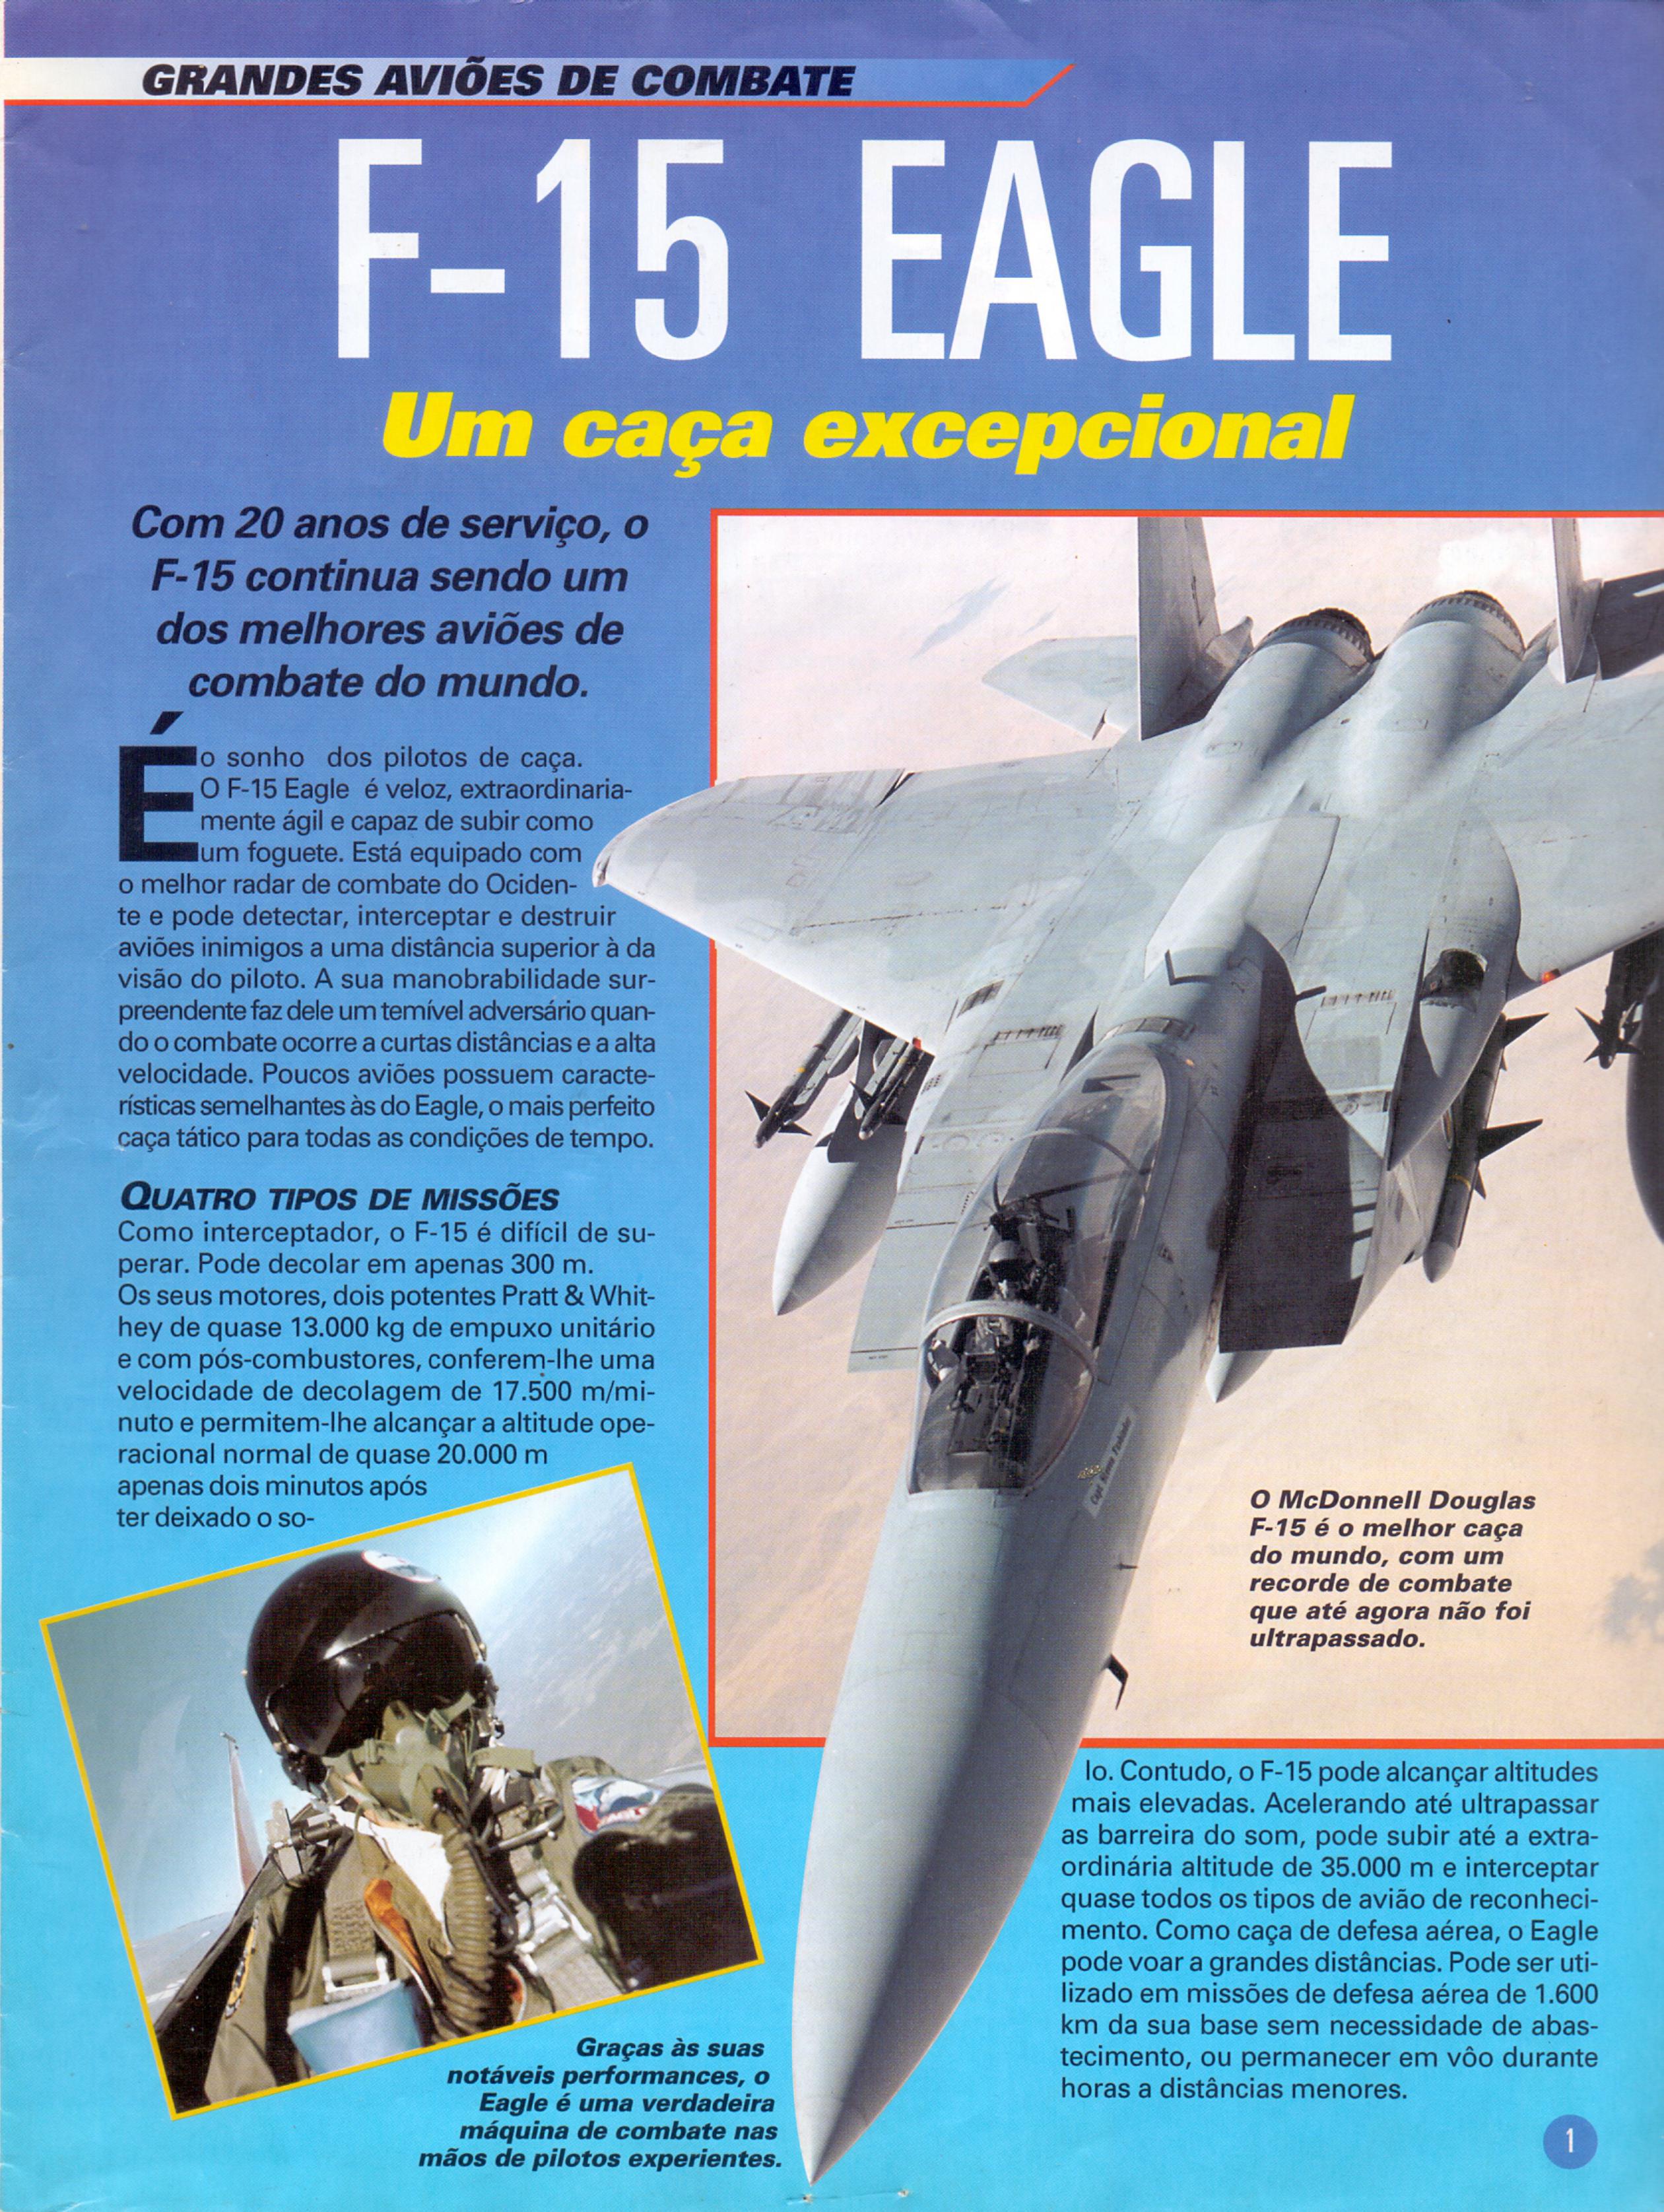 GRANDES AVIÕES DE COMBATE
F-15 EAGLE
Um caça excepcional
Com 20 anos de serviço, o
F-15 continua sendo um
dos melhores aviões de
combate do mundo.
É o sonho dos pilotos de caça.
O F-15 Eagle é veloz, extraordinaria-
mente ágil e capaz de subir como
um foguete. Está equipado com
o melhor radar de combate do Ociden-
te e pode detectar, interceptar e destruir
aviões inimigos a uma distância superior à da
visão do piloto. A sua manobrabilidade sur-
preendente faz dele um temível adversário quan-
do o combate ocorre a curtas distâncias e a alta
velocidade. Poucos aviões possuem caracte-
rísticas semelhantes às do Eagle, o mais perfeito
caça tático para todas as condições de tempo.
QUATRO TIPOS DE MISSÕES
Como interceptador, o F-15 é difícil de su-
perar. Pode decolar em apenas 300 m.
Os seus motores, dois potentes Pratt & Whit-
hey de quase 13.000 kg de empuxo unitário
e com pós-combustores, conferem-lhe uma
velocidade de decolagem de 17.500 m/mi-
nuto e permitem-lhe alcançar a altitude ope-
racional normal de quase 20.000 m
apenas dois minutos após
ter deixado o so-
O McDonnell Douglas
F-15 é o melhor caça
do mundo, com um
recorde de combate
que até agora não foi
ultrapassado.
Graças às suas
notáveis performances, o
Eagle é uma verdadeira
máquina de combate nas
mãos de pilotos experientes.
lo. Contudo, o F-15 pode alcançar altitudes
mais elevadas. Acelerando até ultrapassar
as barreira do som, pode subir até a extra-
ordinária altitude de 35.000 m e interceptar
quase todos os tipos de avião de reconheci-
mento. Como caça de defesa aérea, o Eagle
pode voar a grandes distâncias. Pode ser uti-
lizado em missões de defesa aérea de 1.600
km da sua base sem necessidade de abas-
tecimento, ou permanecer em vôo durante
horas a distâncias menores.
1